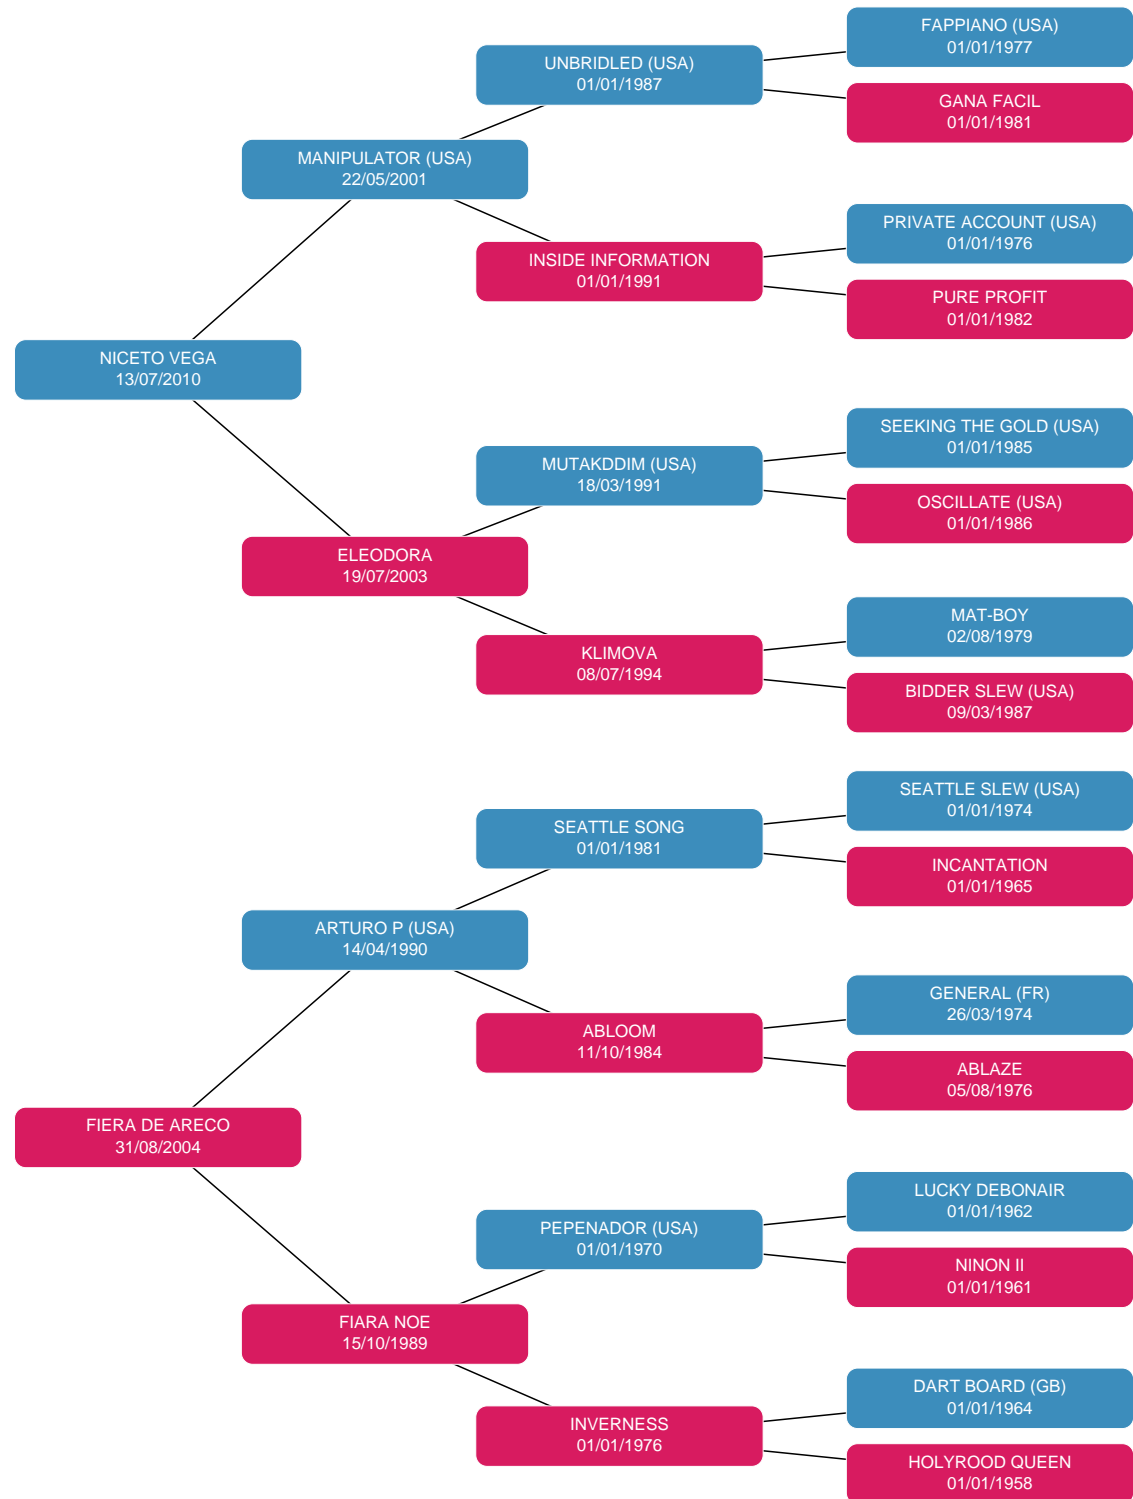 FAPPIANO (USA)
01/01/1977
UNBRIDLED (USA)
01/01/1987
GANA FACIL
01/01/1981
MANIPULATOR (USA)
22/05/2001
PRIVATE ACCOUNT (USA)
01/01/1976
INSIDE INFORMATION
01/01/1991
PURE PROFIT
01/01/1982
NICETO VEGA
13/07/2010
SEEKING THE GOLD (USA)
01/01/1985
MUTAKDDIM (USA)
18/03/1991
OSCILLATE (USA)
01/01/1986
ELEODORA
19/07/2003
MAT-BOY
02/08/1979
KLIMOVA
08/07/1994
BIDDER SLEW (USA)
09/03/1987
SEATTLE SLEW (USA)
01/01/1974
SEATTLE SONG
01/01/1981
INCANTATION
01/01/1965
ARTURO P (USA)
14/04/1990
GENERAL (FR)
26/03/1974
ABLOOM
11/10/1984
ABLAZE
05/08/1976
FIERA DE ARECO
31/08/2004
LUCKY DEBONAIR
01/01/1962
PEPENADOR (USA)
01/01/1970
NINON II
01/01/1961
FIARA NOE
15/10/1989
DART BOARD (GB)
01/01/1964
INVERNESS
01/01/1976
HOLYROOD QUEEN
01/01/1958